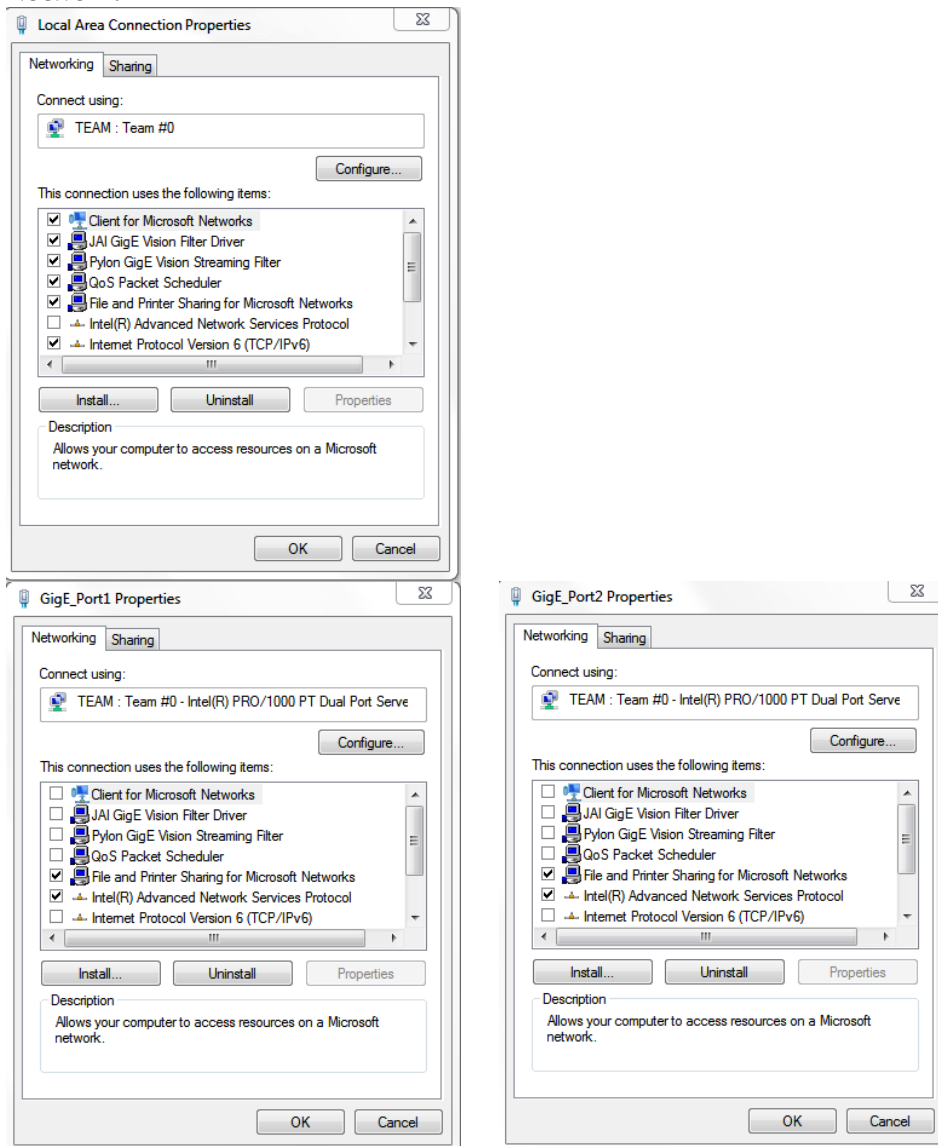 Local Area Connection Properties
Networking
Sharing
Connect using:
TEAM : Team #0
Configure...
This connection uses the following items:
Client for Microsoft Networks
JAI GigE Vision Filter Driver
Pylon GigE Vision Streaming Filter
QoS Packet Scheduler
File and Printer Sharing for Microsoft Networks
Intel(R) Advanced Network Services Protocol
Internet Protocol Version 6 (TCP/IPv6)
Install...
Uninstall
Properties
Description
Allows your computer to access resources on a Microsoft
network.
OK
Cancel
GigE_Port1 Properties
Networking
Sharing
Connect using:
TEAM : Team #0 - Intel(R) PRO/1000 PT Dual Port Serve
Configure...
This connection uses the following items:
Client for Microsoft Networks
JAI GigE Vision Filter Driver
Pylon GigE Vision Streaming Filter
QoS Packet Scheduler
File and Printer Sharing for Microsoft Networks
Intel(R) Advanced Network Services Protocol
Internet Protocol Version 6 (TCP/IPv6)
Install...
Uninstall
Properties
Description
Allows your computer to access resources on a Microsoft
network.
OK
Cancel
GigE_Port2 Properties
Networking
Sharing
Connect using:
TEAM : Team #0 - Intel(R) PRO/1000 PT Dual Port Serve
Configure...
This connection uses the following items:
Client for Microsoft Networks
JAI GigE Vision Filter Driver
Pylon GigE Vision Streaming Filter
QoS Packet Scheduler
File and Printer Sharing for Microsoft Networks
Intel(R) Advanced Network Services Protocol
Internet Protocol Version 6 (TCP/IPv6)
Install...
Uninstall
Properties
Description
Allows your computer to access resources on a Microsoft
network.
OK
Cancel